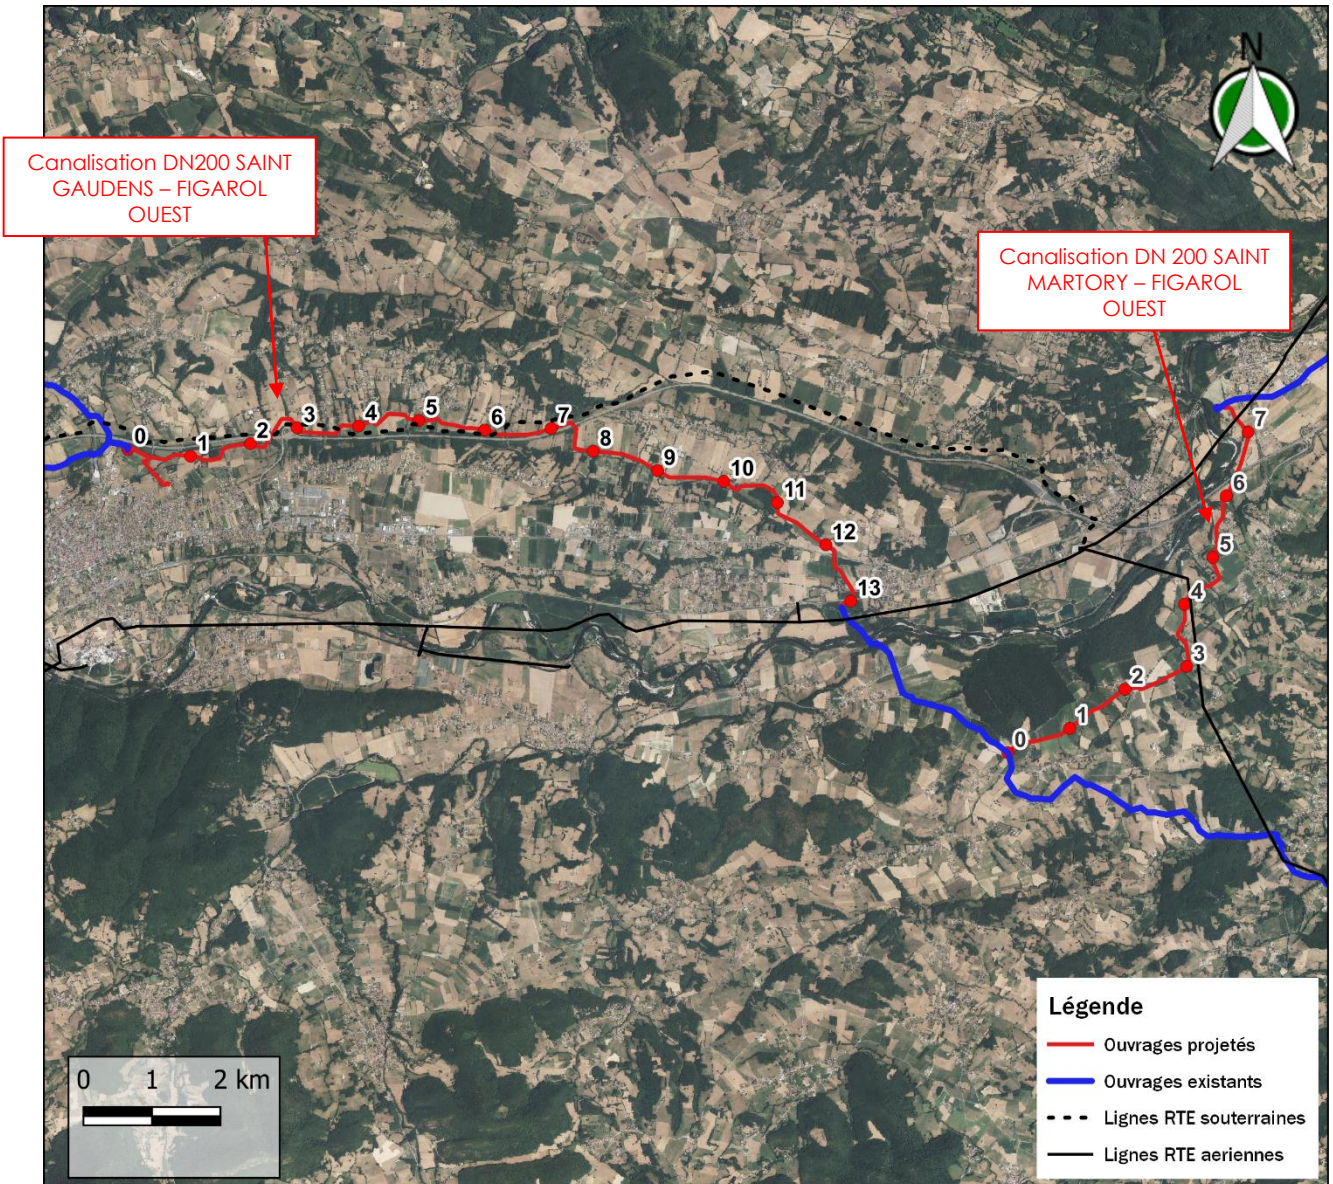 N
Canalisation DN200 SAINT
GAUDENS – FIGAROL
OUEST
Canalisation DN 200 SAINT
MARTORY – FIGAROL
OUEST
0
1
2
3
4
5
6
7
8
9
10
11
12
13
7
6
5
4
3
2
1
0
Légende
Ouvrages projetés
Ouvrages existants
Lignes RTE souterraines
Lignes RTE aeriennes
0 1 2 km